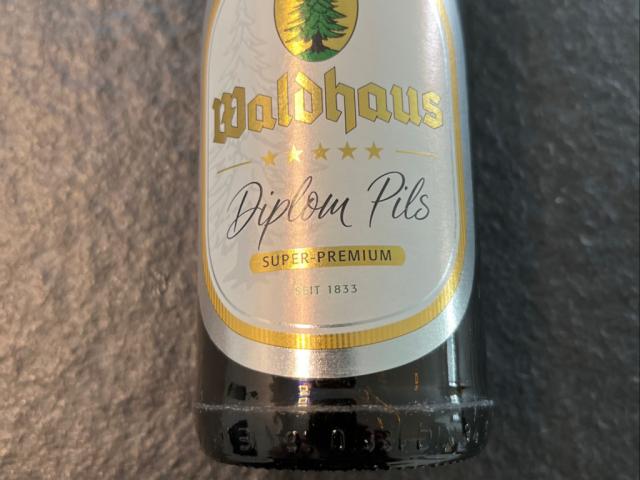 Waldhaus
Diplom Pils
SUPER-PREMIUM
SEIT 1833